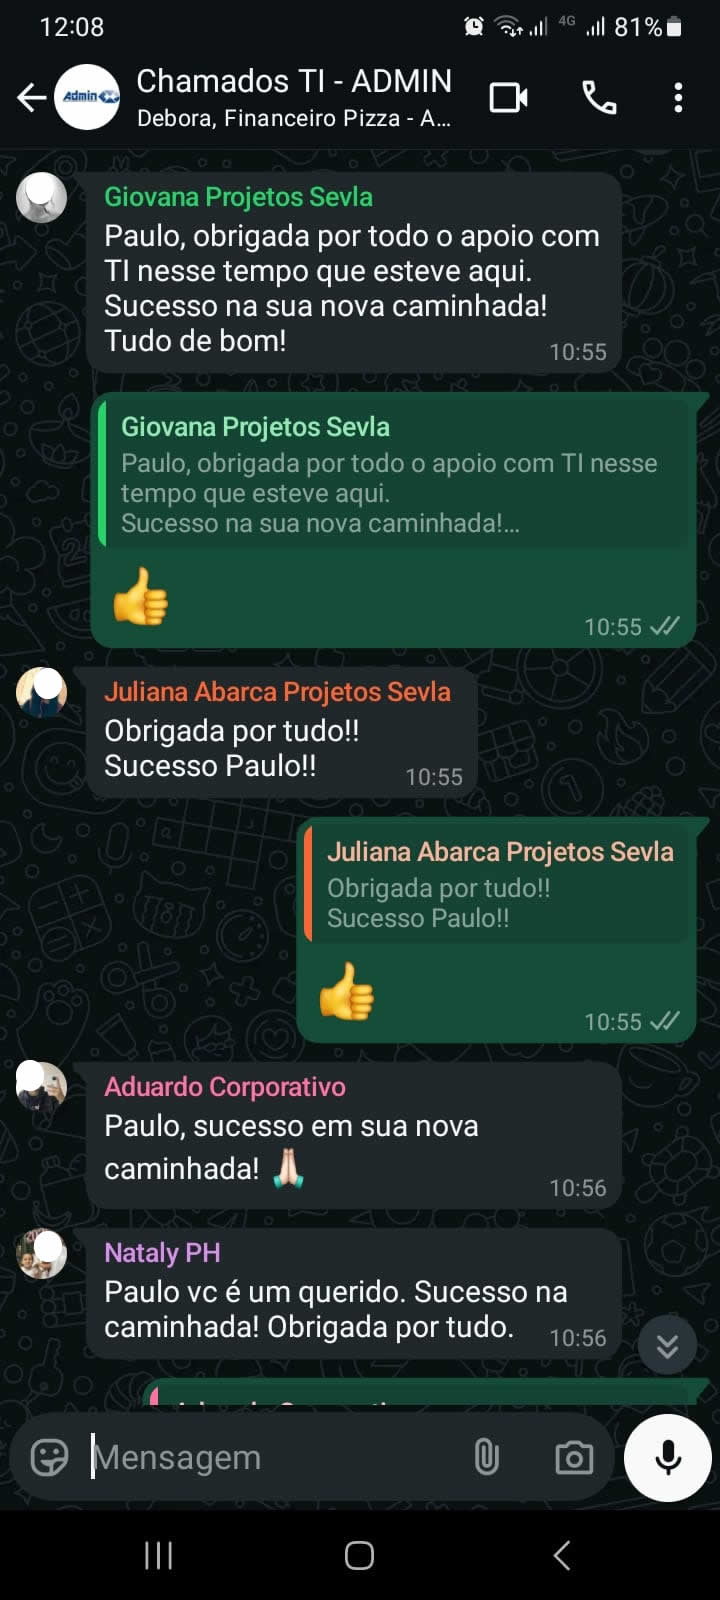 12:08
4G
81%
Admin
Chamados TI - ADMIN
Debora, Financeiro Pizza - A...
Giovana Projetos Sevla
Paulo, obrigada por todo o apoio com
TI nesse tempo que esteve aqui.
Sucesso na sua nova caminhada!
Tudo de bom!
10:55
Giovana Projetos Sevla
Paulo, obrigada por todo o apoio com TI nesse
tempo que esteve aqui.
Sucesso na sua nova caminhada!...
10:55
Juliana Abarca Projetos Sevla
Obrigada por tudo!!
Sucesso Paulo!!
10:55
Juliana Abarca Projetos Sevla
Obrigada por tudo!!
Sucesso Paulo!!
10:55
Aduardo Corporativo
Paulo, sucesso em sua nova
caminhada! 🙏🏻
10:56
Nataly PH
Paulo vc é um querido. Sucesso na
caminhada! Obrigada por tudo.
10:56
Mensagem